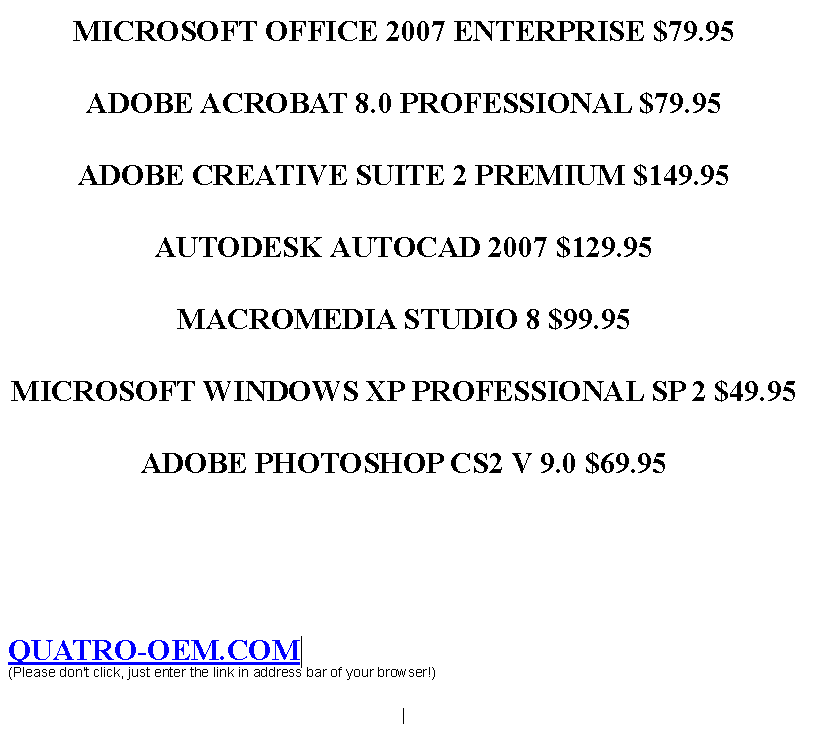 MICROSOFT OFFICE 2007 ENTERPRISE $79.95
ADOBE ACROBAT 8.0 PROFESSIONAL $79.95
ADOBE CREATIVE SUITE 2 PREMIUM $149.95
AUTODESK AUTOCAD 2007 $129.95
MACROMEDIA STUDIO 8 $99.95
MICROSOFT WINDOWS XP PROFESSIONAL SP 2 $49.95
ADOBE PHOTOSHOP CS2 V 9.0 $69.95
QUATRO-OEM.COM
(Please don't click, just enter the link in address bar of your browser!)